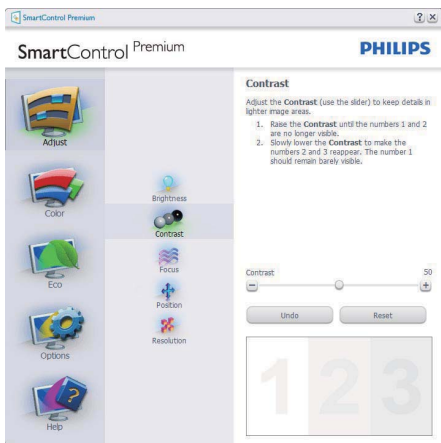 SmartControl Premium
SmartControl Premium
PHILIPS
Adjust
Color
Eco
Options
Help
Brightness
Contrast
Focus
Position
Resolution
Contrast
Adjust the Contrast (use the slider) to keep details in
lighter image areas.
1. Raise the Contrast until the numbers 1 and 2
are no longer visible.
2. Slowly lower the Contrast to make the
numbers 2 and 3 reappear. The number 1
should remain barely visible.
Contrast 50
Undo Reset
1 2 3